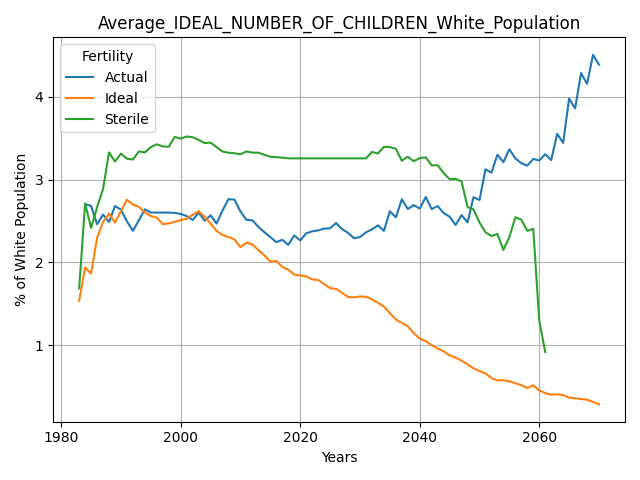 Average_IDEAL_NUMBER_OF_CHILDREN_White_Population
Fertility
Actual
Ideal
Sterile
% of White Population
4
3
2
1
1980
2000
2020
2040
2060
Years